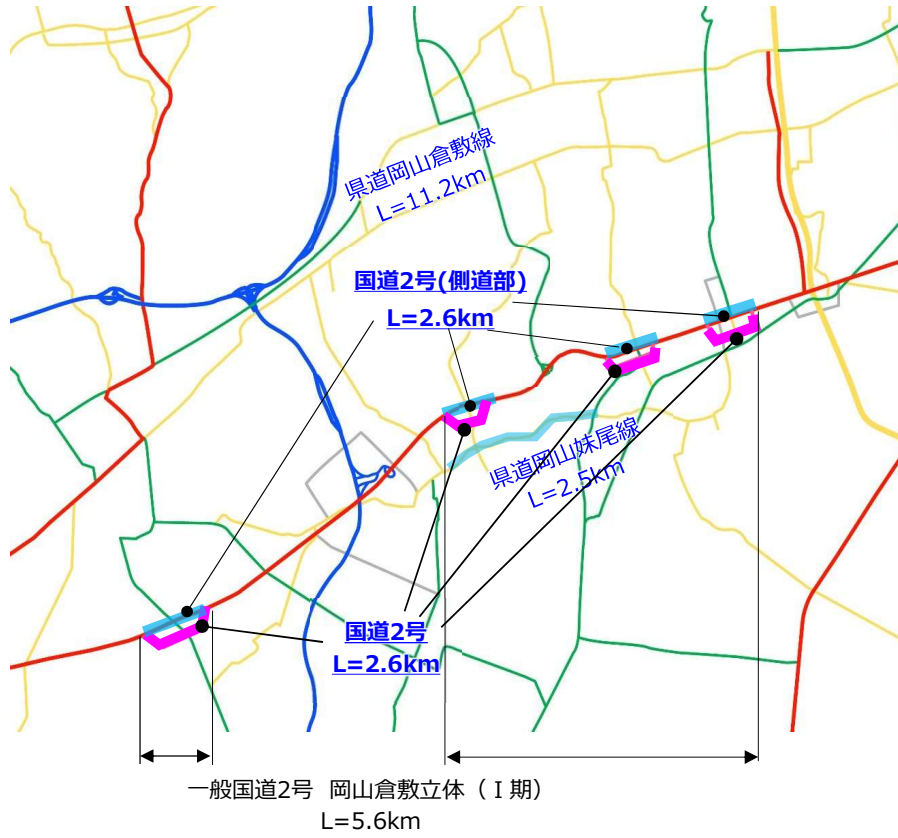 県道岡山倉敷線
L=11.2km
国道2号(側道部)
L=2.6km
県道岡山妹尾線
L=2.5km
国道2号
L=2.6km
一般国道2号 岡山倉敷立体（Ⅰ期）
L=5.6km